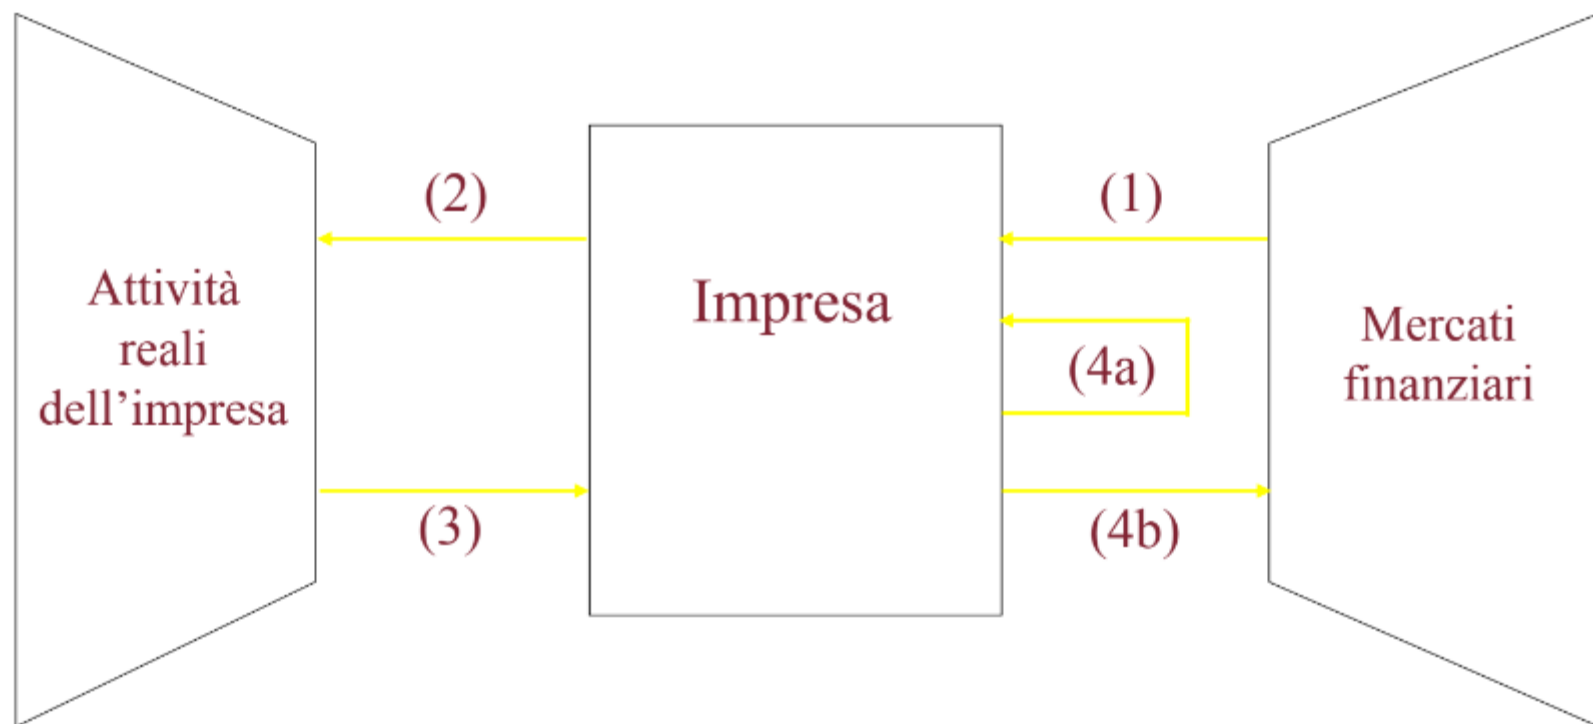 Attività
reali
dell’impresa
(2)
(3)
Impresa
(1)
(4a)
(4b)
Mercati
finanziari